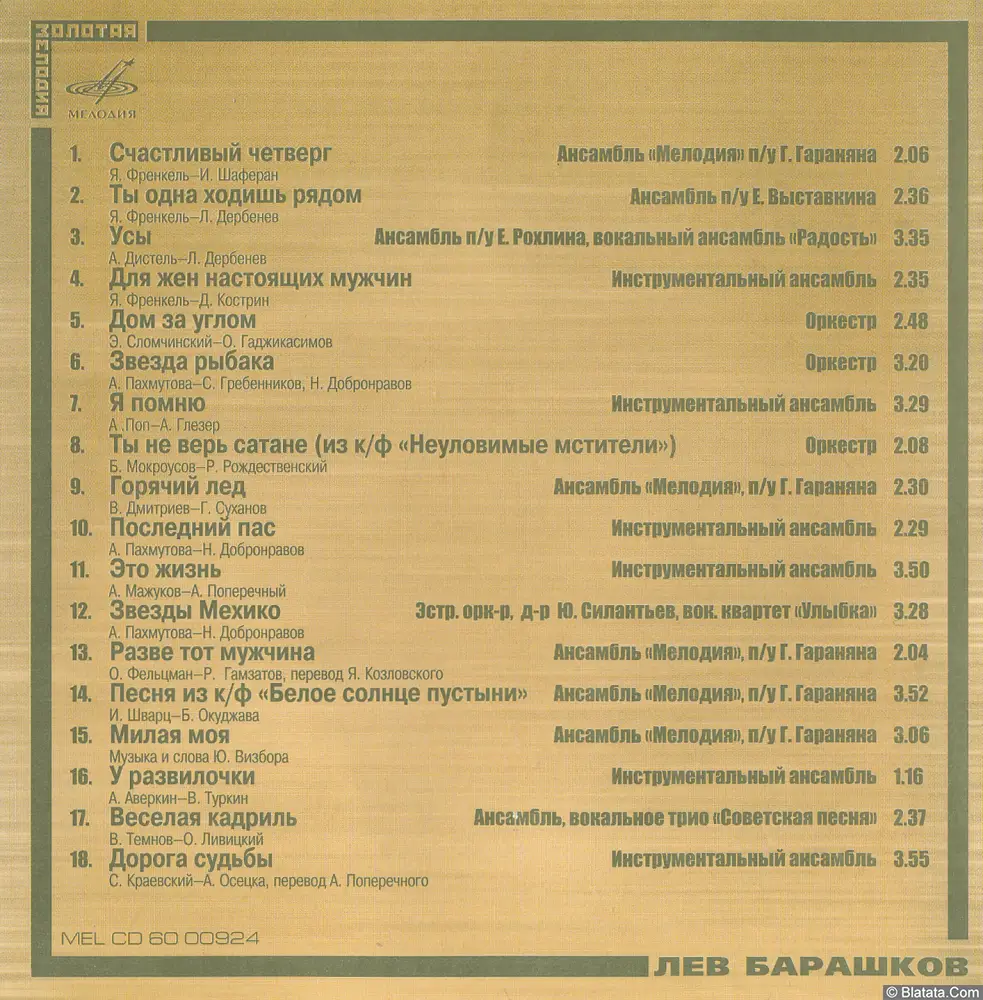 ЗОЛОТАЯ
МЕЛОДИЯ
МЕЛОДИЯ
1. Счастливый четверг Ансамбль «Мелодия» п/у Г. Гараняна 2.06
Я. Френкель—И. Шаферан
2. Ты одна ходишь рядом Ансамбль п/у Е. Выставкина 2.36
Я. Френкель—Л. Дербенев
3. Усы Ансамбль п/у Е. Рохлина, вокальный ансамбль «Радость» 3.35
А. Дистель—Л. Дербенев
4. Для жен настоящих мужчин Инструментальный ансамбль 2.35
Я. Френкель—Д. Кострин
5. Дом за углом Оркестр 2.48
Э. Сломчинский—О. Гаджикасимов
6. Звезда рыбака Оркестр 3.20
А. Пахмутова—С. Гребенников, Н. Добронравов
7. Я помню Инструментальный ансамбль 3.29
А .Поп—А. Глезер
8. Ты не верь сатане (из к/ф «Неуловимые мстители») Оркестр 2.08
Б. Мокроусов—Р. Рождественский
9. Горячий лед Ансамбль «Мелодия», п/у Г. Гараняна 2.30
В. Дмитриев—Г. Суханов
10. Последний пас Инструментальный ансамбль 2.29
А. Пахмутова—Н. Добронравов
11. Это жизнь Инструментальный ансамбль 3.50
А. Мажуков—А. Поперечный
12. Звезды Мехико Эстр. орк-р, д-р Ю. Силантьев, вок. квартет «Улыбка» 3.28
А. Пахмутова—Н. Добронравов
13. Разве тот мужчина Ансамбль «Мелодия», п/у Г. Гараняна 2.04
О. Фельцман—Р. Гамзатов, перевод Я. Козловского
14. Песня из к/ф «Белое солнце пустыни» Ансамбль «Мелодия», п/у Г. Гараняна 3.52
И. Шварц—Б. Окуджава
15. Милая моя Ансамбль «Мелодия», п/у Г. Гараняна 3.06
Музыка и слова Ю. Визбора
16. У развилочки Инструментальный ансамбль 1.16
А. Аверкин—В. Туркин
17. Веселая кадриль Ансамбль, вокальное трио «Советская песня» 2.37
В. Темнов—О. Ливицкий
18. Дорога судьбы Инструментальный ансамбль 3.55
С. Краевский—А. Осецка, перевод А. Поперечного
MEL CD 60 00924
ЛЕВ БАРАШКОВ
© Blatata.Com